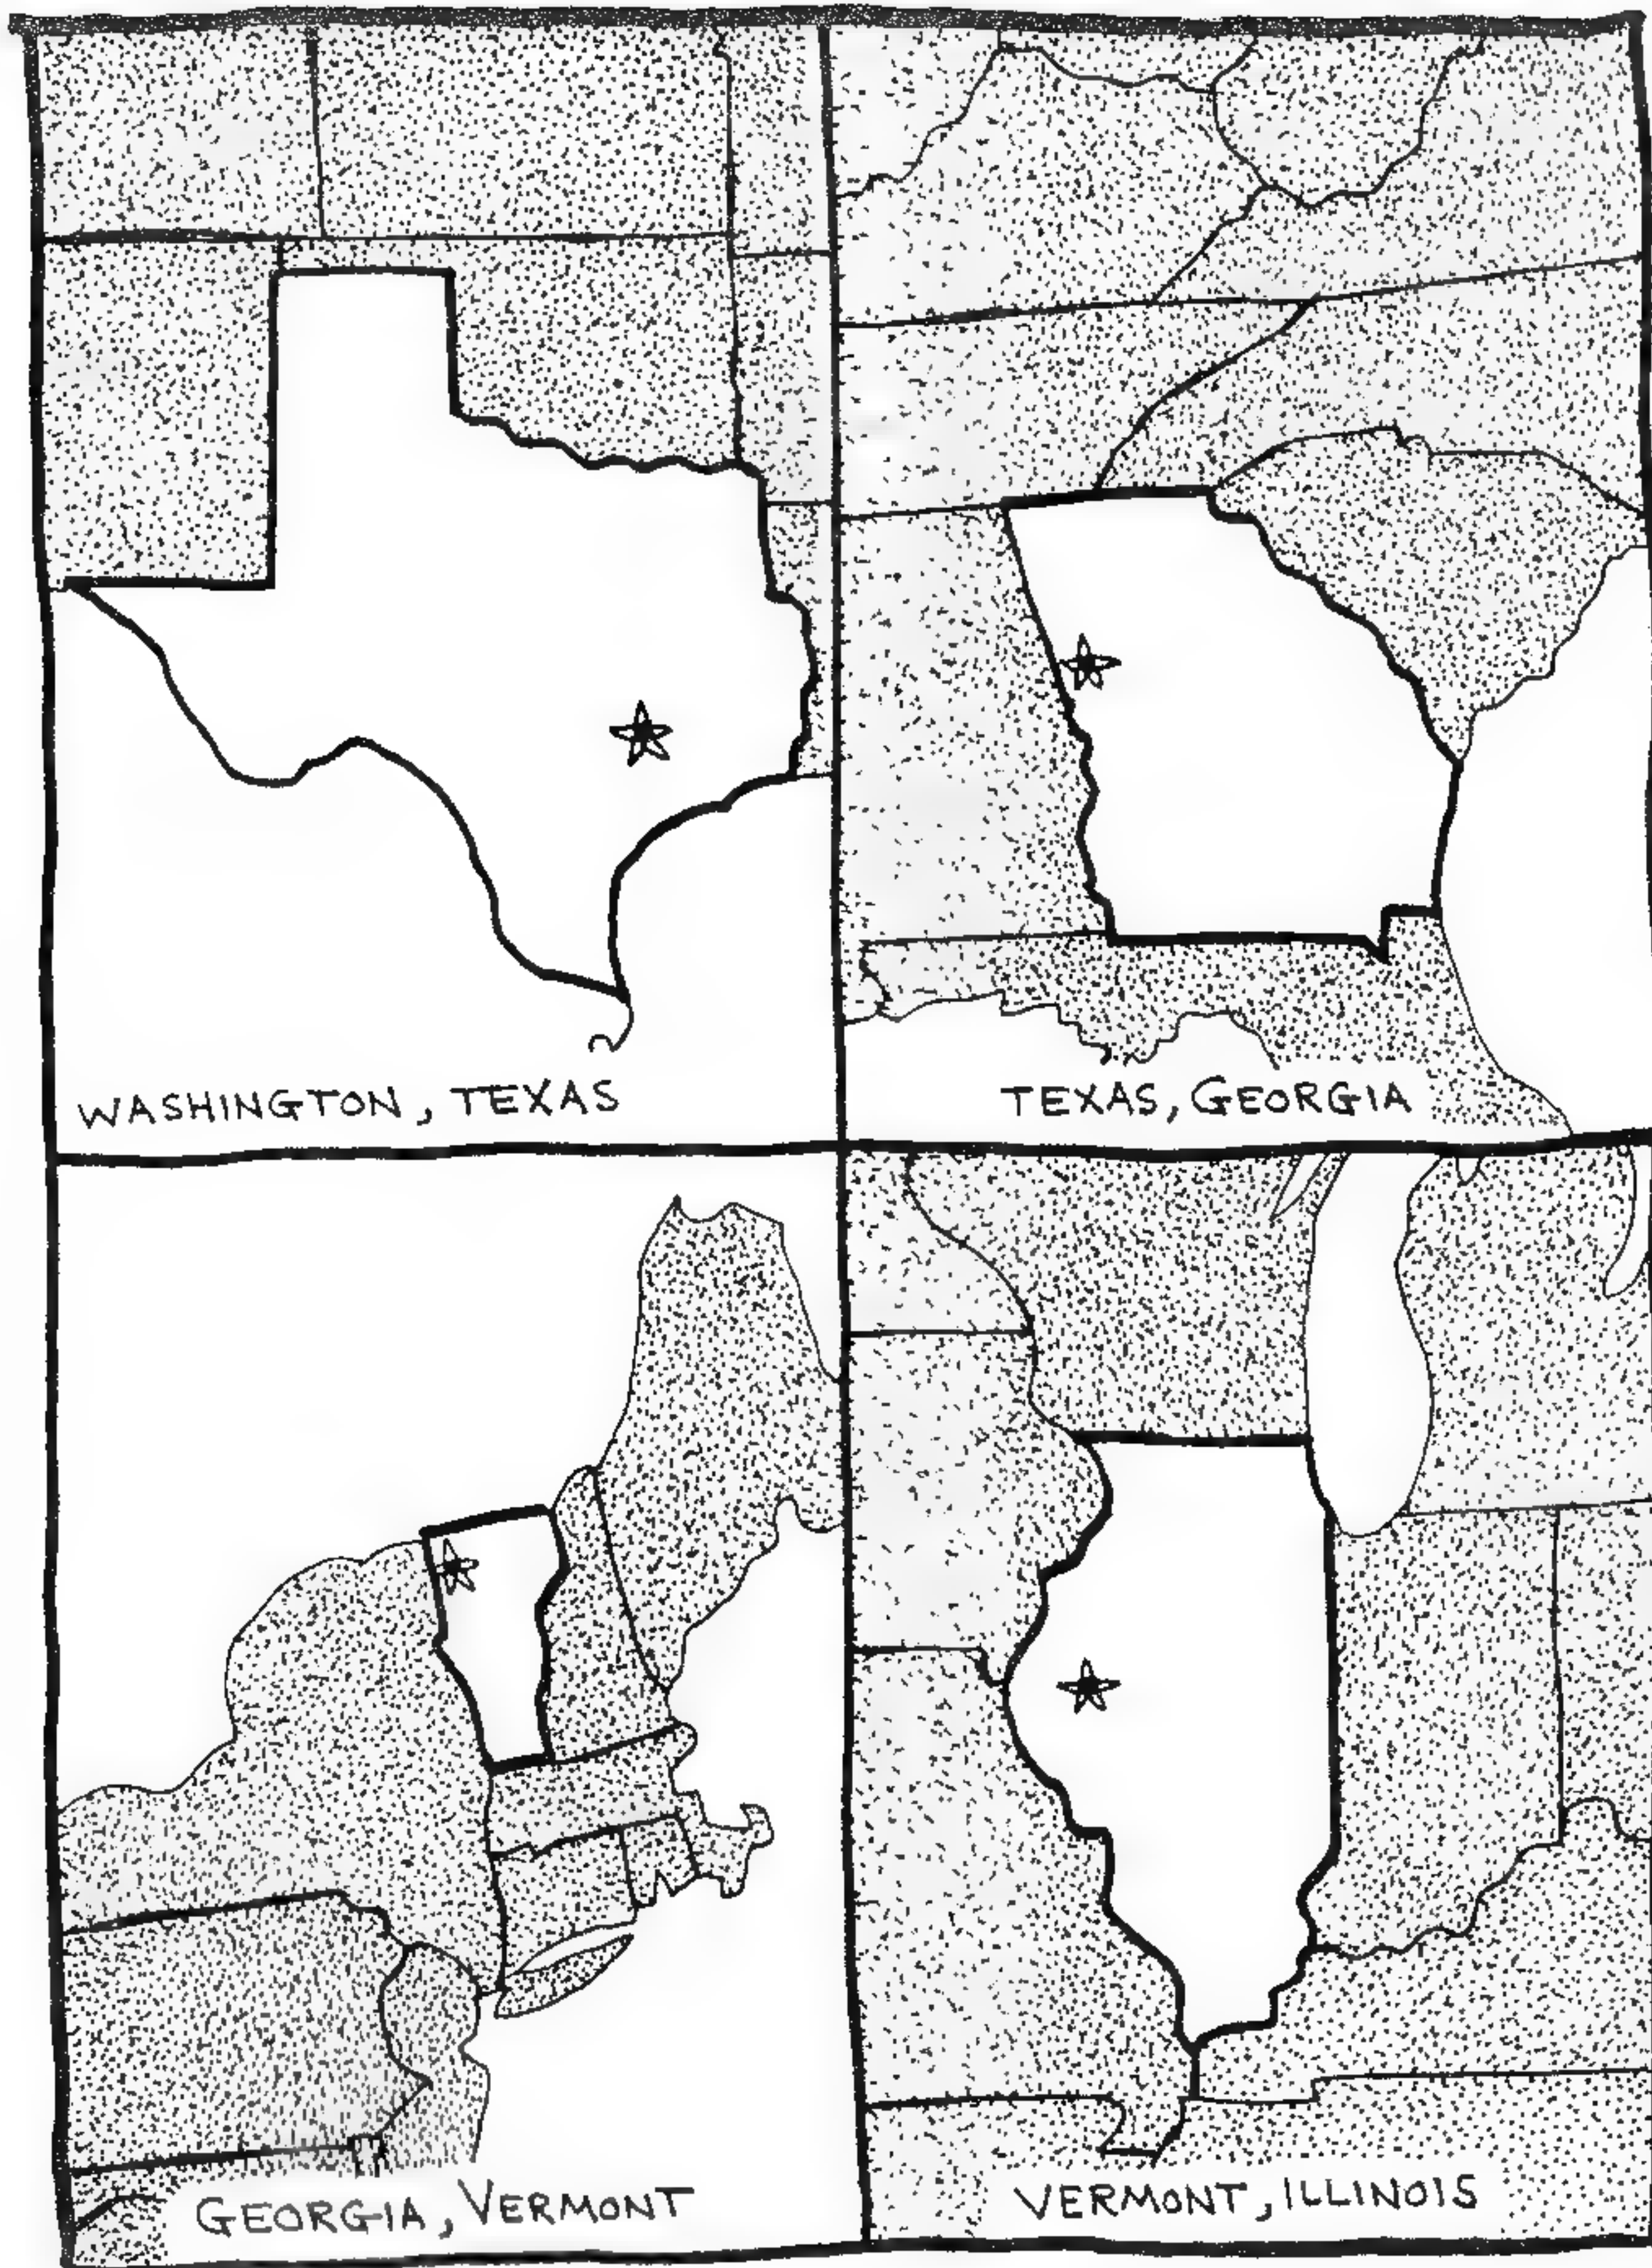 WASHINGTON, TEXAS
TEXAS, GEORGIA
GEORGIA, VERMONT
VERMONT, ILLINOIS